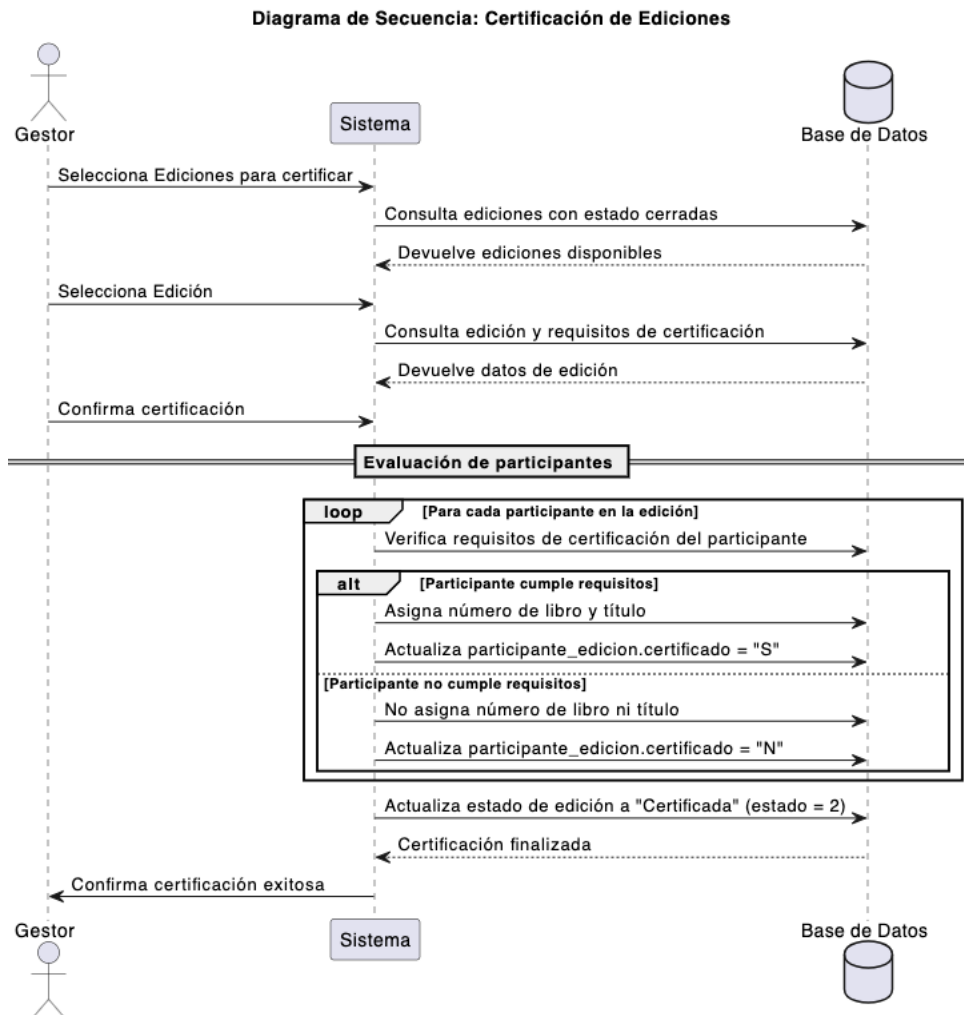 Diagrama de Secuencia: Certificación de Ediciones
Gestor
Sistema
Base de Datos
Selecciona Ediciones para certificar
Consulta ediciones con estado cerradas
Devuelve ediciones disponibles
Selecciona Edición
Consulta edición y requisitos de certificación
Devuelve datos de edición
Confirma certificación
Evaluación de participantes
loop [Para cada participante en la edición]
Verifica requisitos de certificación del participante
alt [Participante cumple requisitos]
Asigna número de libro y título
Actualiza participante_edicion.certificado = "S"
[Participante no cumple requisitos]
No asigna número de libro ni título
Actualiza participante_edicion.certificado = "N"
Actualiza estado de edición a "Certificada" (estado = 2)
Certificación finalizada
Confirma certificación exitosa
Gestor
Sistema
Base de Datos